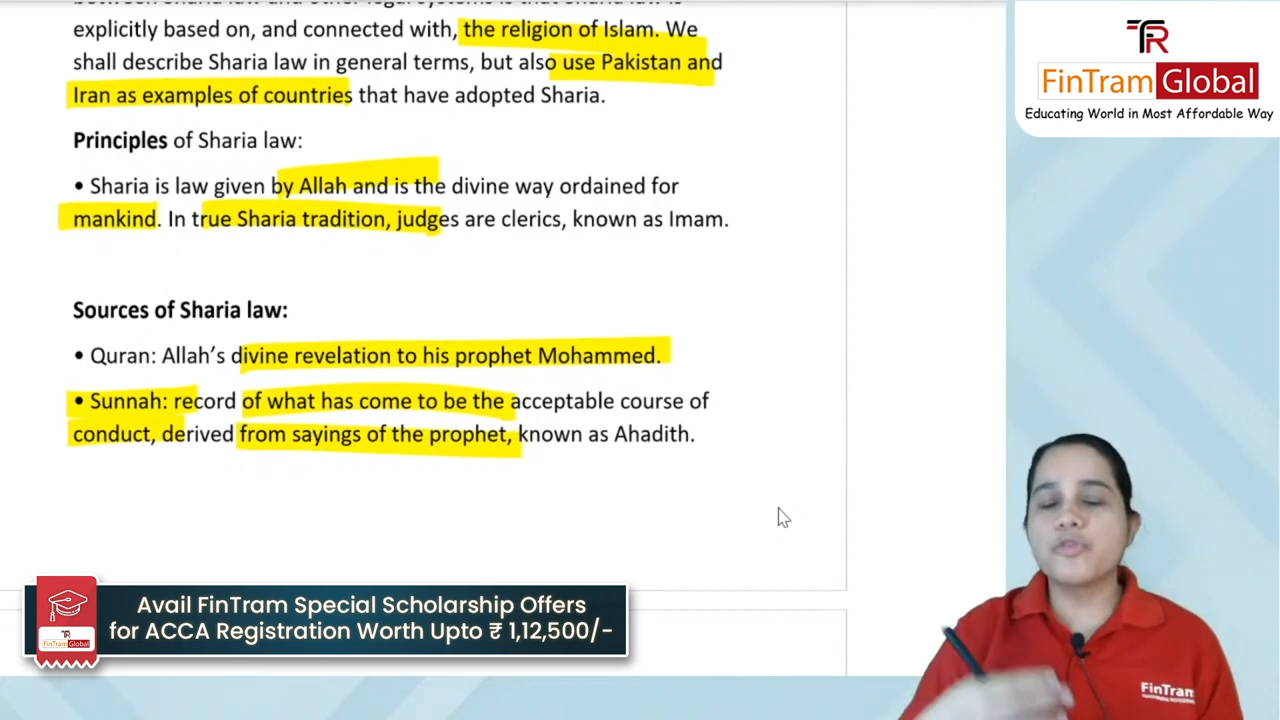 explicitly based on, and connected with, the religion of Islam. We
shall describe Sharia law in general terms, but also use Pakistan and
Iran as examples of countries that have adopted Sharia.
Principles of Sharia law:
• Sharia is law given by Allah and is the divine way ordained for
mankind. In true Sharia tradition, judges are clerics, known as Imam.
Sources of Sharia law:
• Quran: Allah’s divine revelation to his prophet Mohammed.
• Sunnah: record of what has come to be the acceptable course of
conduct, derived from sayings of the prophet, known as Ahadith.
FinTram Global
Educating World in Most Affordable Way
FinTram Global
Avail FinTram Special Scholarship Offers
for ACCA Registration Worth Upto ₹ 1,12,500/-
FinTram